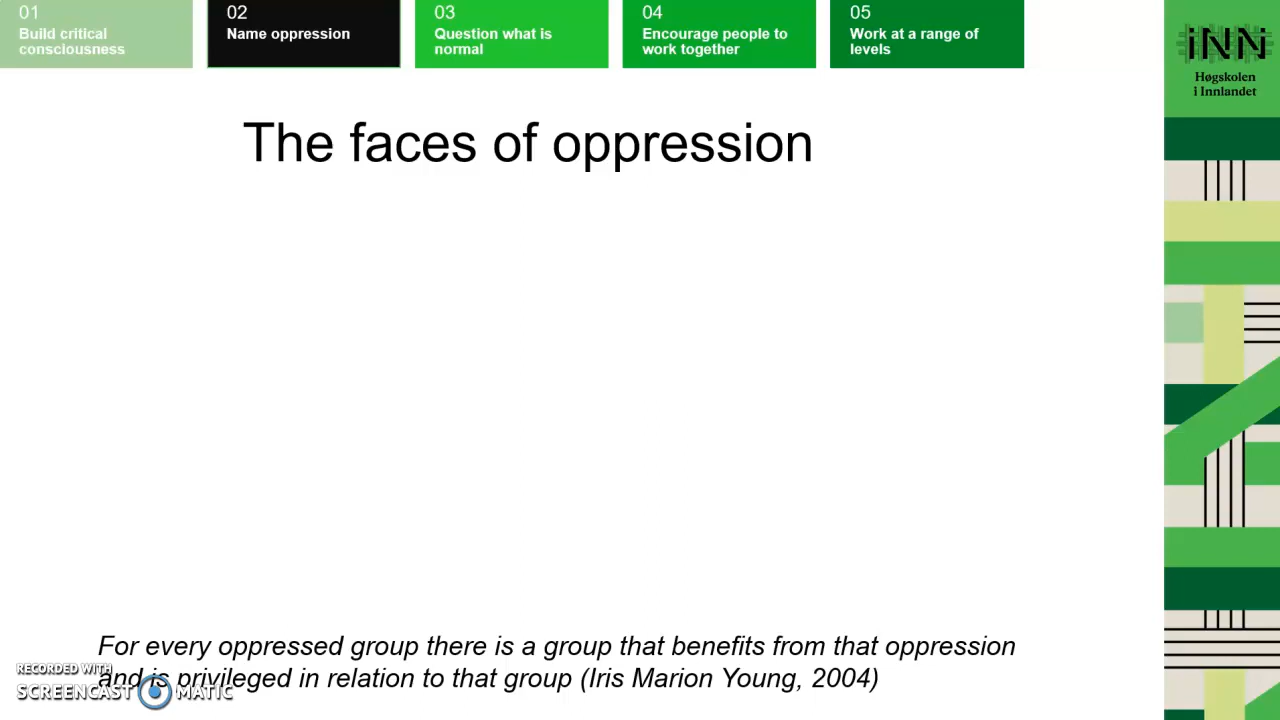 01
Build critical
consciousness
02
Name oppression
03
Question what is
normal
04
Encourage people to
work together
05
Work at a range of
levels
iNN
Høgskolen
i Innlandet
The faces of oppression
For every oppressed group there is a group that benefits from that oppression
and is privileged in relation to that group (Iris Marion Young, 2004)
RECORDED WITH
SCREENCAST MATIC